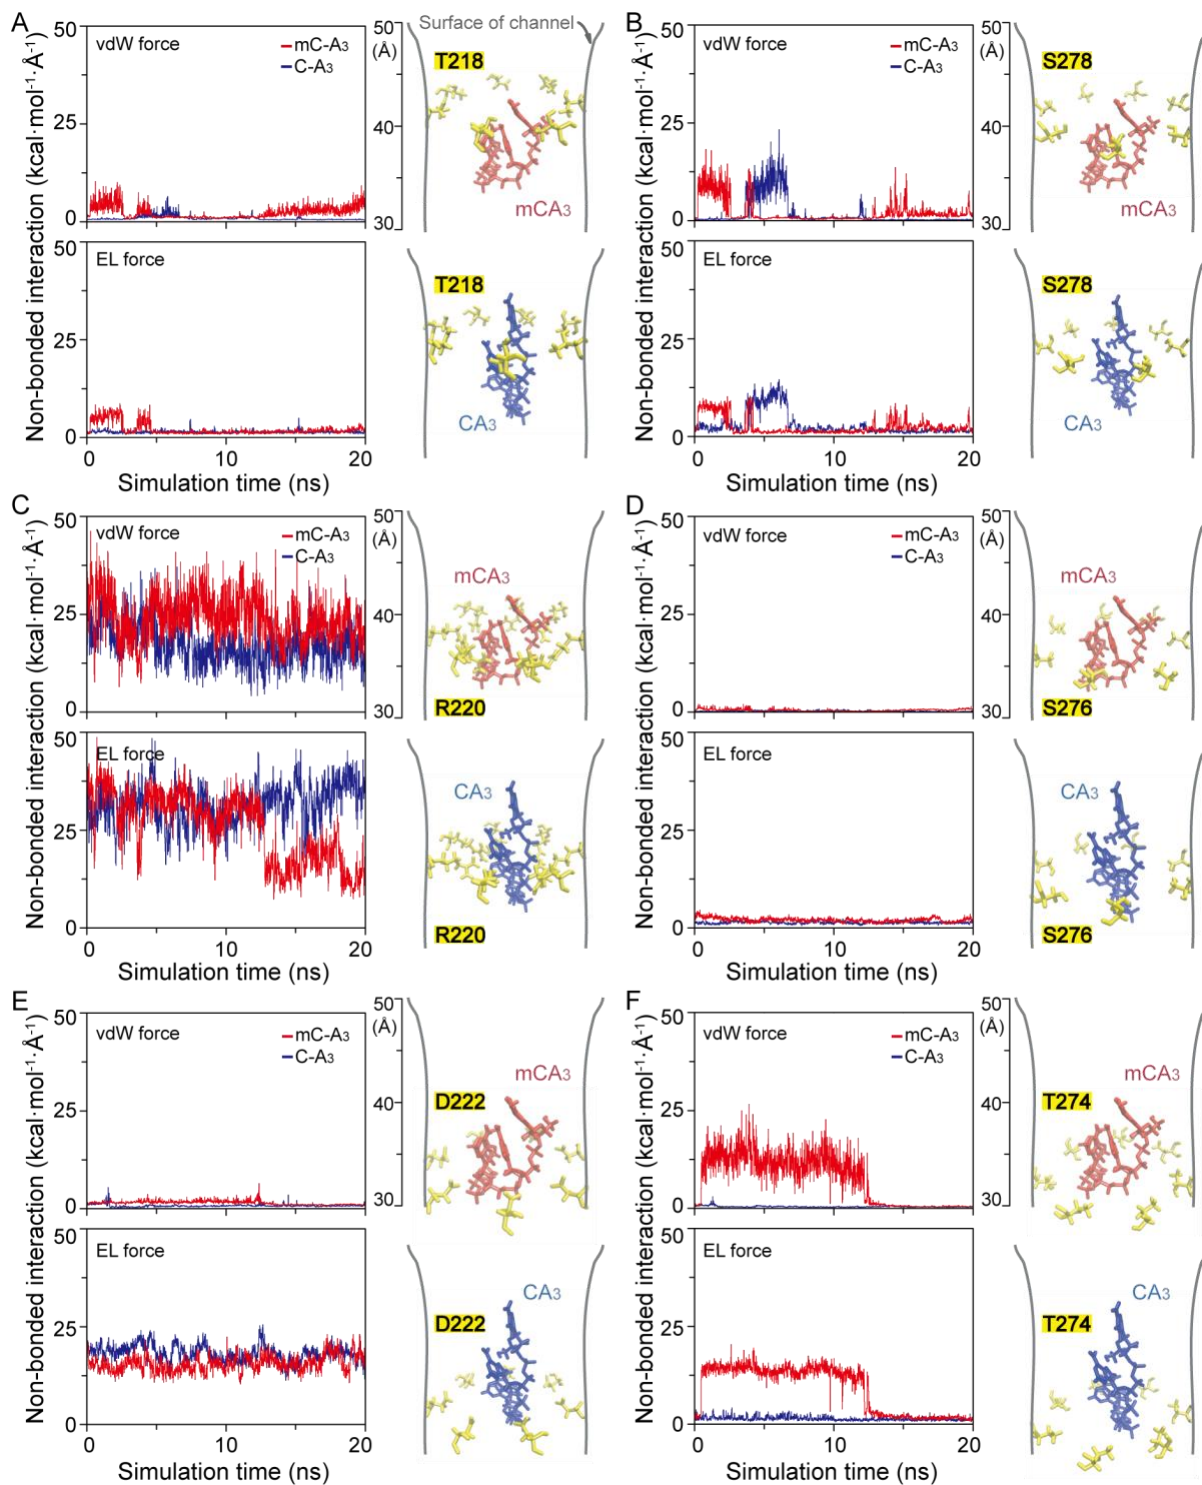 A
Non-bonded interaction (kcal·mol⁻¹·Å⁻¹)
50
vdW force
mC-A₃
C-A₃
25
0
50
EL force
25
0
0 10 20
Simulation time (ns)
Surface of channel
50
(Å)
40
30
T218
mCA₃
T218
CA₃
B
Non-bonded interaction (kcal·mol⁻¹·Å⁻¹)
50
vdW force
mC-A₃
C-A₃
25
0
50
EL force
25
0
0 10 20
Simulation time (ns)
50
(Å)
40
30
S278
mCA₃
S278
CA₃
C
Non-bonded interaction (kcal·mol⁻¹·Å⁻¹)
50
vdW force
mC-A₃
C-A₃
25
0
50
EL force
25
0
0 10 20
Simulation time (ns)
50
(Å)
40
30
mCA₃
R220
CA₃
R220
D
Non-bonded interaction (kcal·mol⁻¹·Å⁻¹)
50
vdW force
mC-A₃
C-A₃
25
0
50
EL force
25
0
0 10 20
Simulation time (ns)
50
(Å)
40
30
mCA₃
S276
CA₃
S276
E
Non-bonded interaction (kcal·mol⁻¹·Å⁻¹)
50
vdW force
mC-A₃
C-A₃
25
0
50
EL force
25
0
0 10 20
Simulation time (ns)
50
(Å)
40
30
mCA₃
D222
CA₃
D222
F
Non-bonded interaction (kcal·mol⁻¹·Å⁻¹)
50
vdW force
mC-A₃
C-A₃
25
0
50
EL force
25
0
0 10 20
Simulation time (ns)
50
(Å)
40
30
mCA₃
T274
CA₃
T274